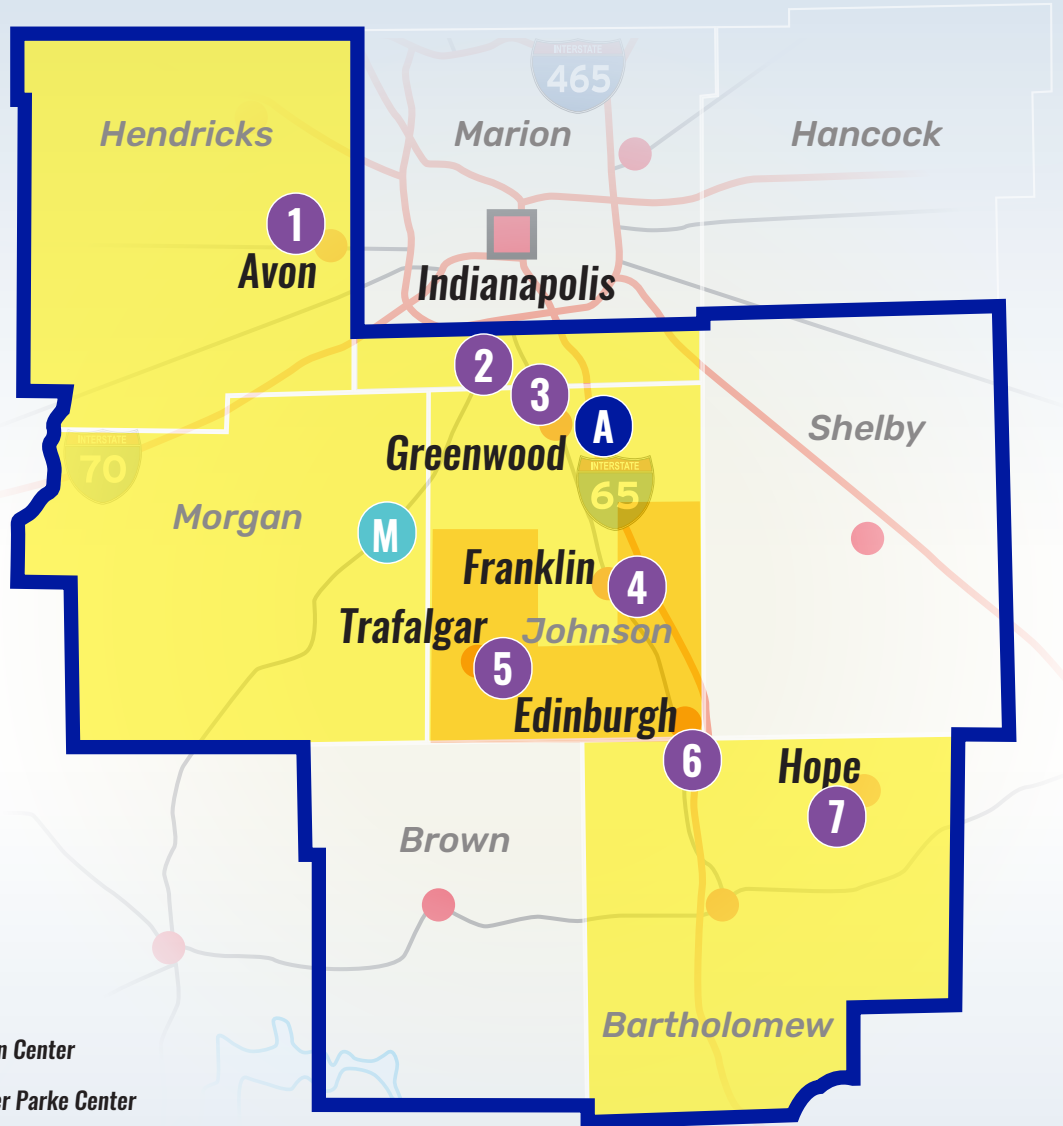 INTERSTATE
465
Hendricks
Marion
Hancock
1
Avon
Indianapolis
2
3
A
Greenwood
Shelby
INTERSTATE
70
INTERSTATE
65
Morgan
M
Franklin
4
Trafalgar
Johnson
5
Edinburgh
6
Hope
7
Brown
Bartholomew
Center
Parke Center